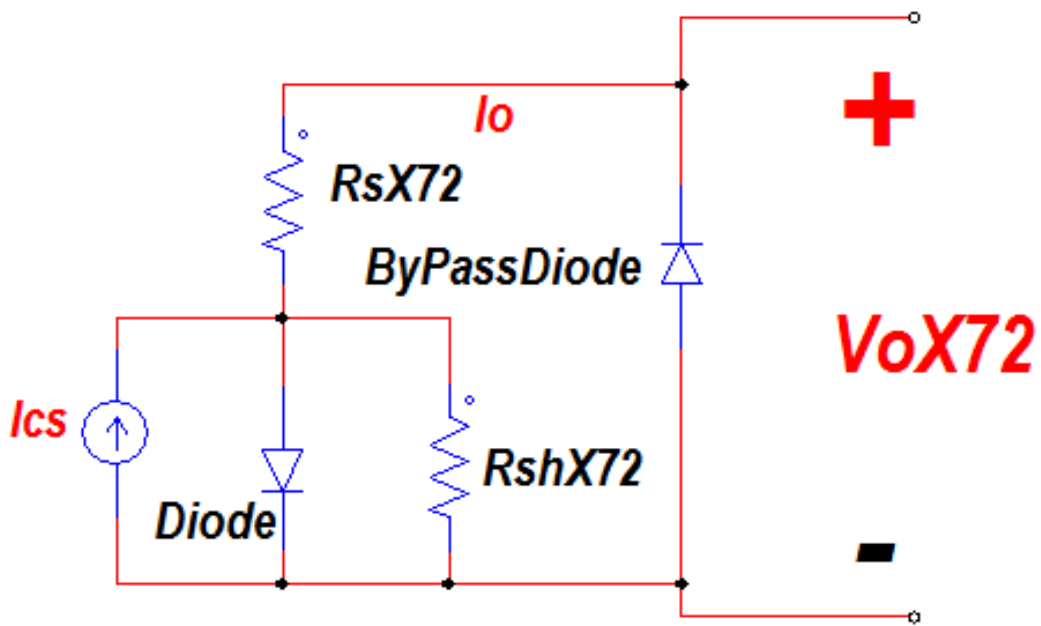 +
Io
RsX72
ByPassDiode
VoX72
Ics
RshX72
Diode
-